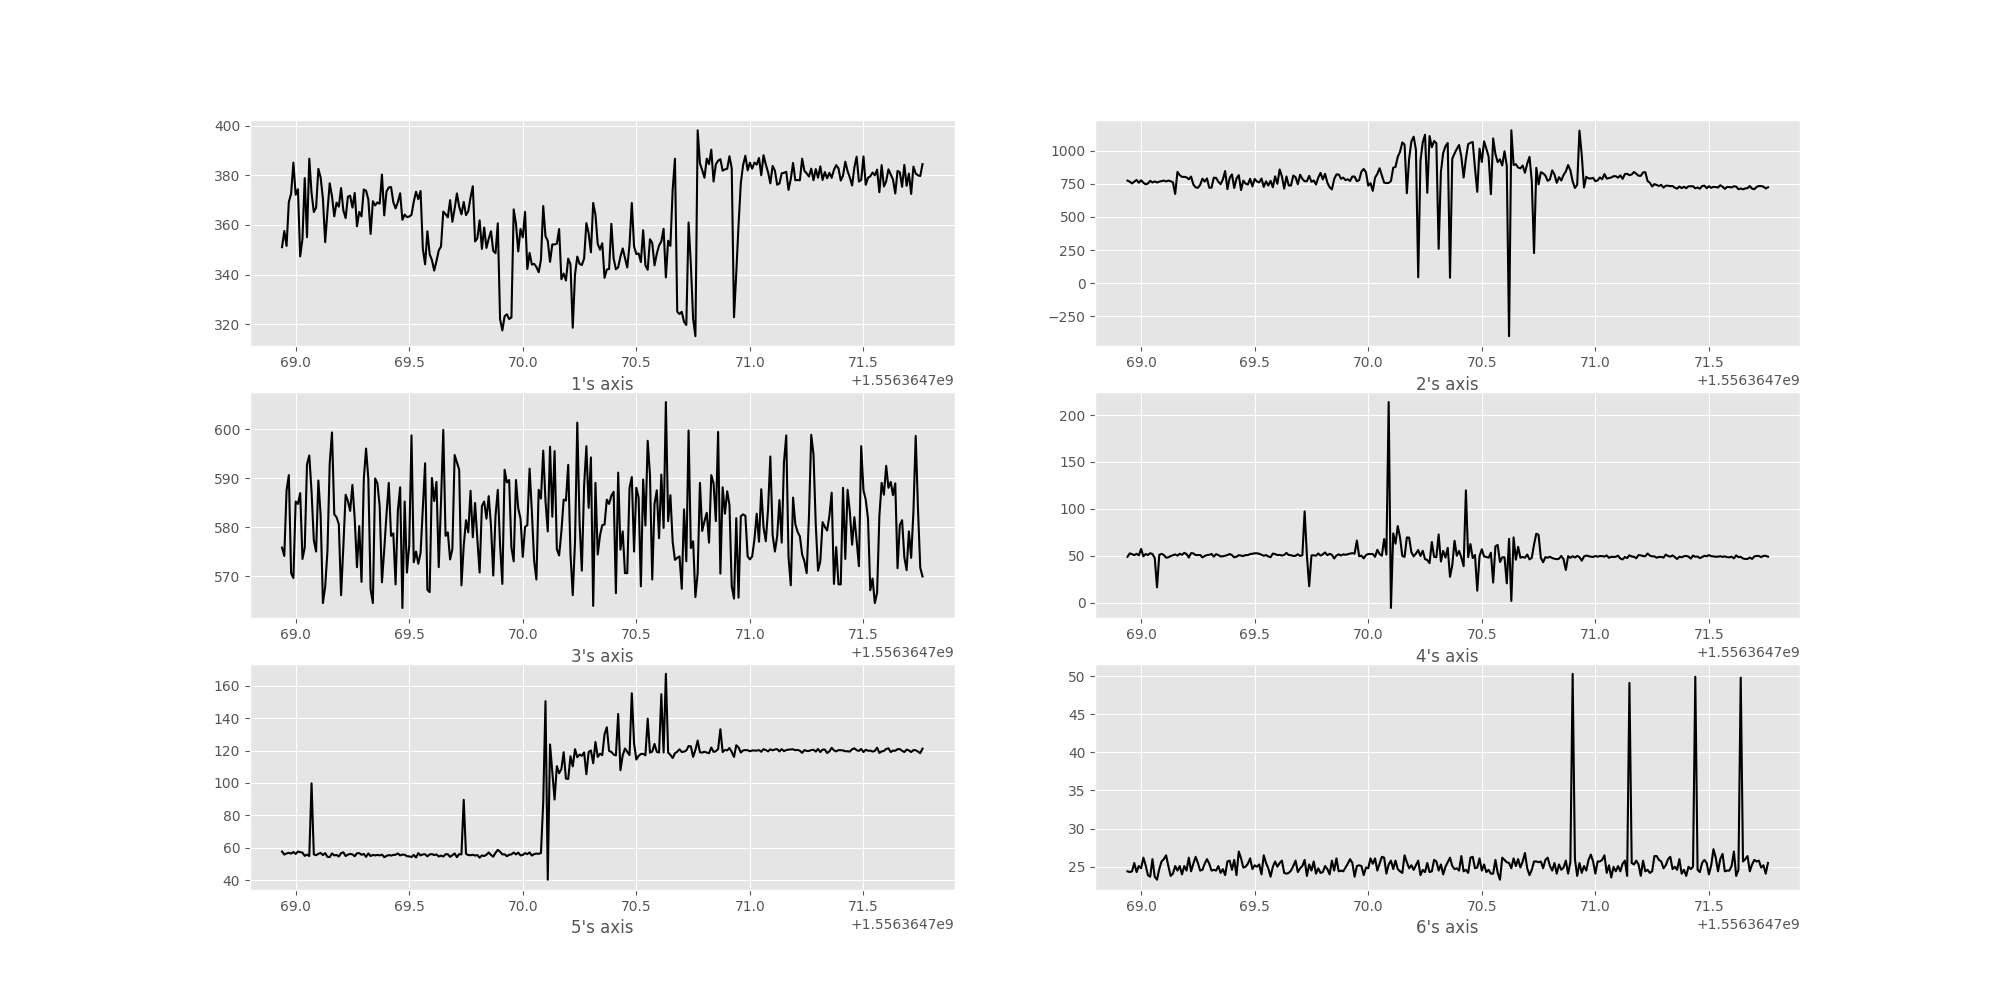 400
380
360
340
320
69.0 69.5 70.0 70.5 71.0 71.5
1's axis
+1.5563647e9
1000
750
500
250
0
−250
69.0 69.5 70.0 70.5 71.0 71.5
2's axis
+1.5563647e9
600
590
580
570
69.0 69.5 70.0 70.5 71.0 71.5
3's axis
+1.5563647e9
200
150
100
50
0
69.0 69.5 70.0 70.5 71.0 71.5
4's axis
+1.5563647e9
160
140
120
100
80
60
40
69.0 69.5 70.0 70.5 71.0 71.5
5's axis
+1.5563647e9
50
45
40
35
30
25
69.0 69.5 70.0 70.5 71.0 71.5
6's axis
+1.5563647e9